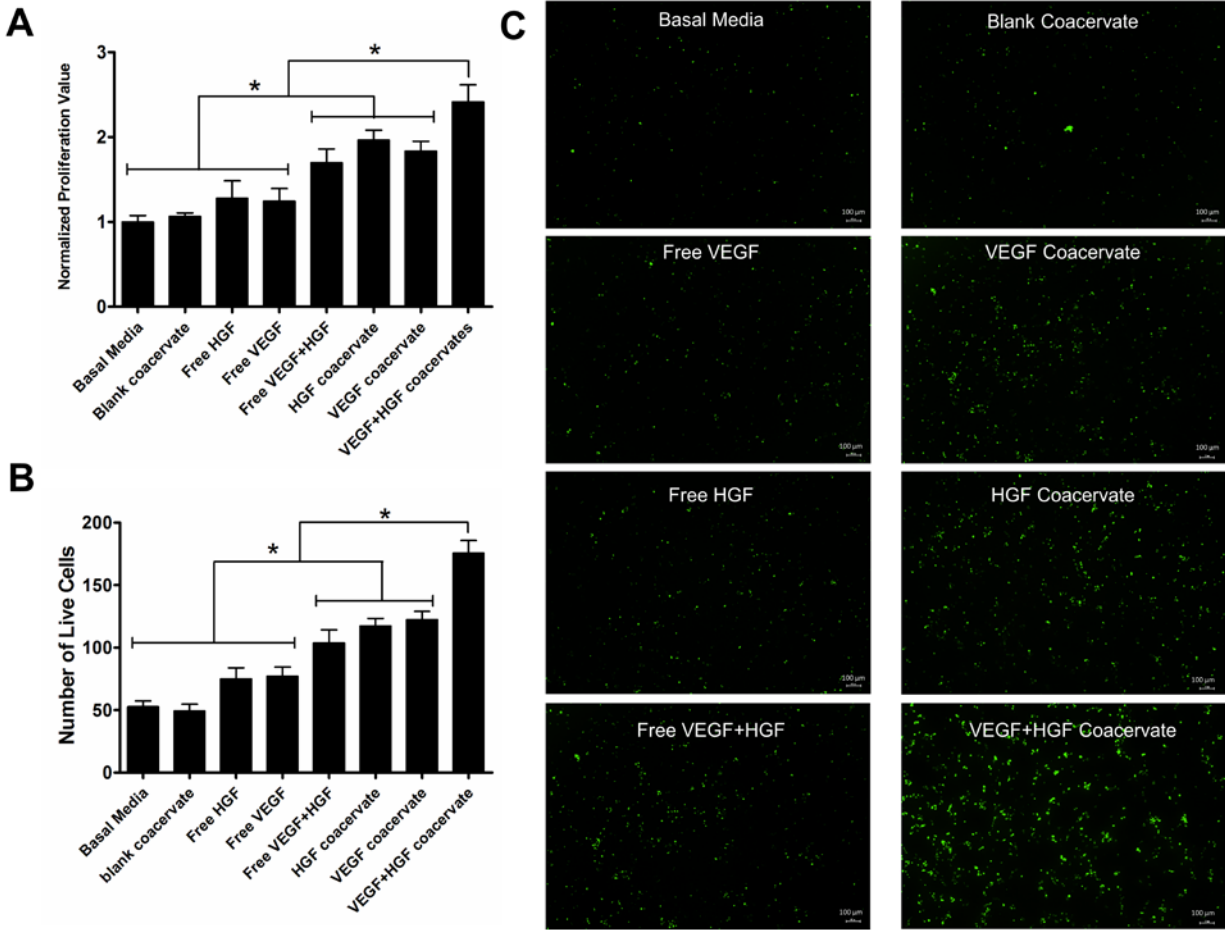 A
Normalized Proliferation Value
3
2
1
0
*
*
Basal Media
Blank coacervate
Free HGF
Free VEGF
Free VEGF+HGF
HGF coacervate
VEGF coacervate
VEGF+HGF coacervates
B
Number of Live Cells
200
150
100
50
0
*
*
Basal Media
blank coacervate
Free HGF
Free VEGF
Free VEGF+HGF
HGF coacervate
VEGF coacervate
VEGF+HGF coacervate
C
Basal Media
100 µm
Blank Coacervate
100 µm
Free VEGF
100 µm
VEGF Coacervate
100 µm
Free HGF
100 µm
HGF Coacervate
100 µm
Free VEGF+HGF
100 µm
VEGF+HGF Coacervate
100 µm